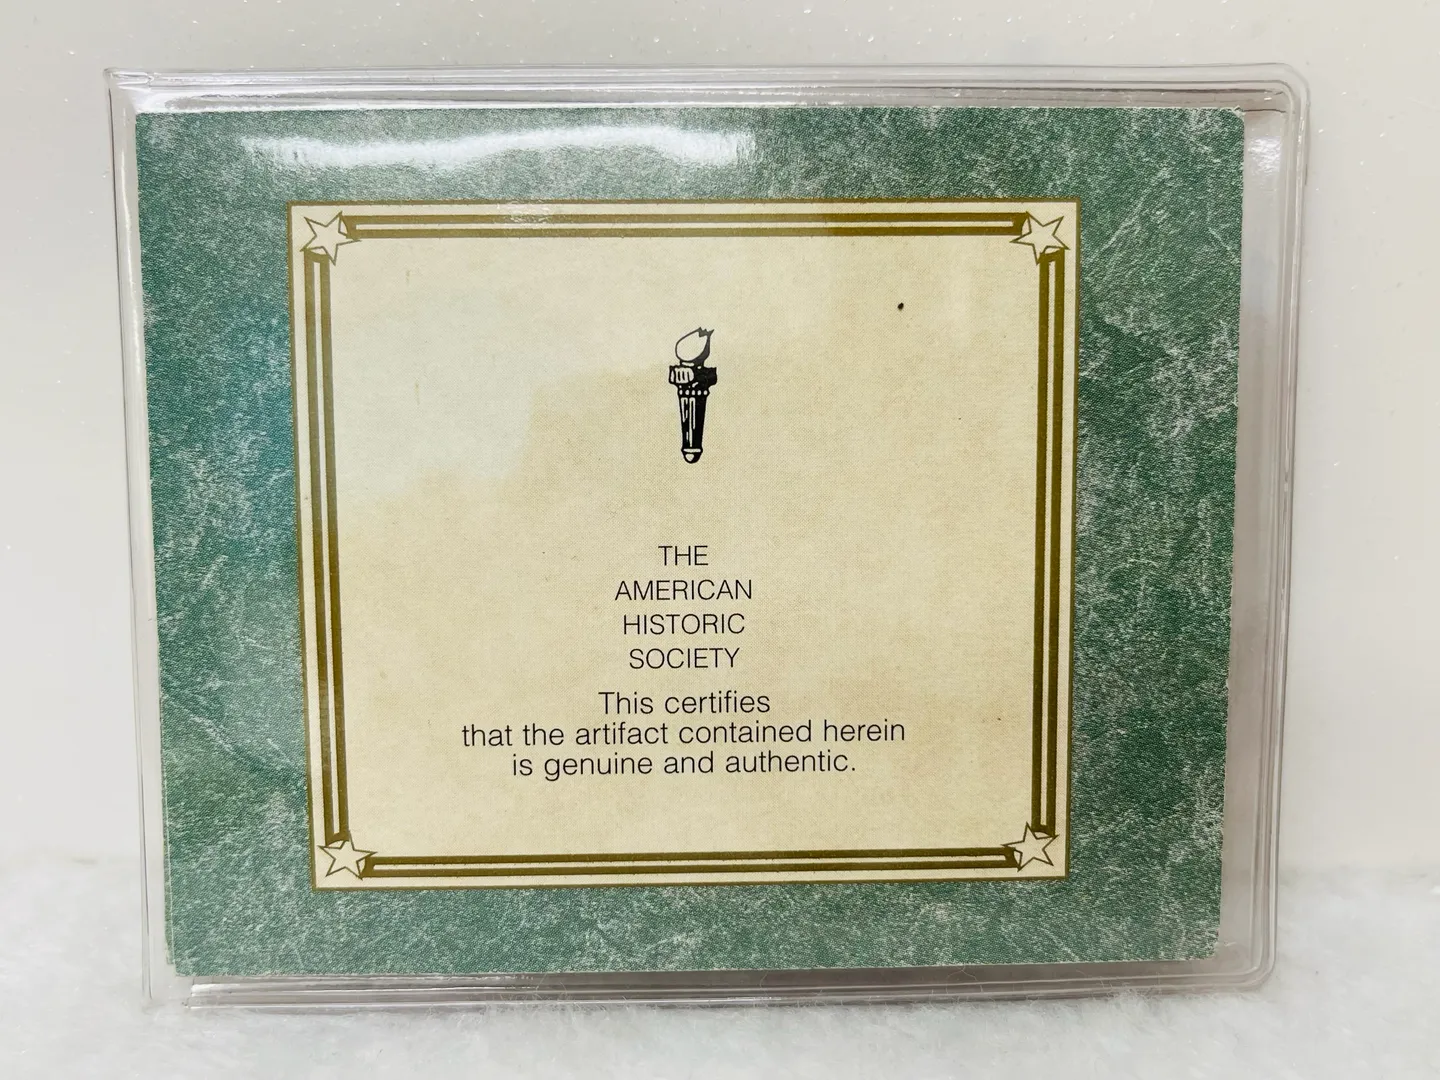 THE
AMERICAN
HISTORIC
SOCIETY
This certifies
that the artifact contained herein
is genuine and authentic.